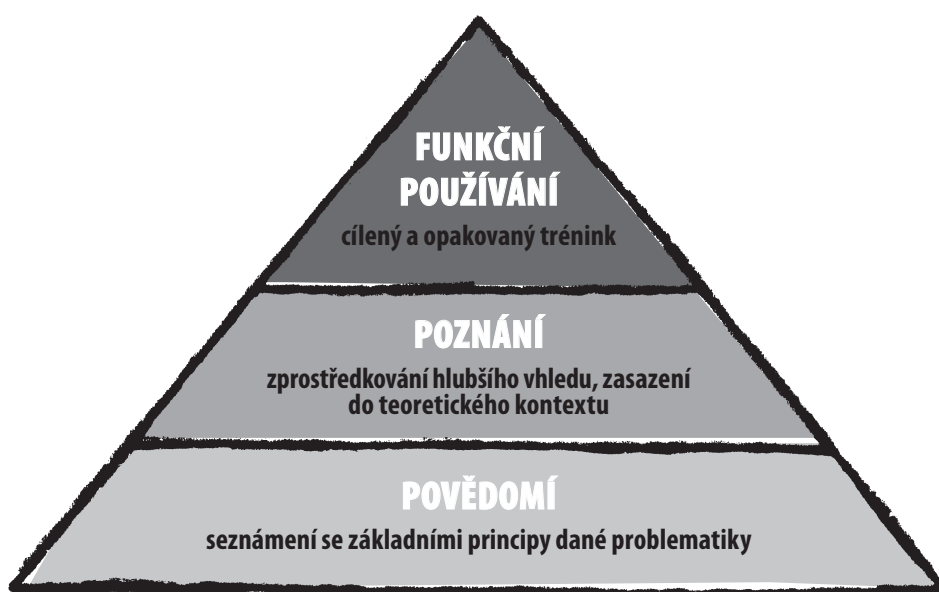 FUNKČNÍ
POUŽÍVÁNÍ
cílený a opakovaný trénink
POZNÁNÍ
zprostředkování hlubšího vhledu, zasazení
do teoretického kontextu
POVĚDOMÍ
seznámení se základními principy dané problematiky